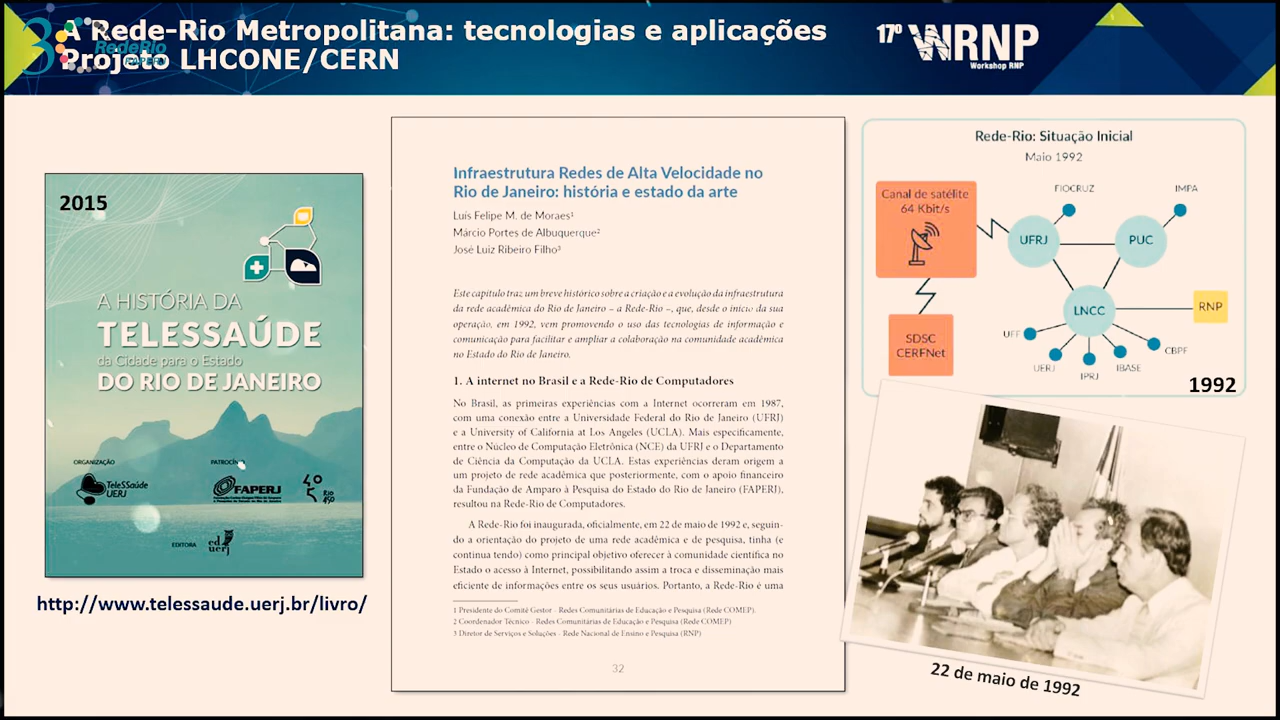 A Rede-Rio Metropolitana: tecnologias e aplicações
Projeto LHCONE/CERN
RedeRio
FAPERJ
17º WRNP
Workshop RNP
2015
A HISTÓRIA DA
TELESSAÚDE
da Cidade para o Estado
DO RIO DE JANEIRO
ORGANIZAÇÃO
PATROCÍNIO
TeleSSaúde
UERJ
FAPERJ
RIO
450
EDITORA
ed
uerj
http://www.telessaude.uerj.br/livro/
Infraestrutura Redes de Alta Velocidade no
Rio de Janeiro: história e estado da arte
Luís Felipe M. de Moraes¹
Márcio Portes de Albuquerque²
José Luiz Ribeiro Filho³
Este capítulo traz um breve histórico sobre a criação e a evolução da infraestrutura
da rede acadêmica do Rio de Janeiro – a Rede-Rio –, que, desde o início da sua
operação, em 1992, vem promovendo o uso das tecnologias de informação e
comunicação para facilitar e ampliar a colaboração na comunidade acadêmica
no Estado do Rio de Janeiro.
1. A internet no Brasil e a Rede-Rio de Computadores
No Brasil, as primeiras experiências com a Internet ocorreram em 1987,
com uma conexão entre a Universidade Federal do Rio de Janeiro (UFRJ)
e a University of California at Los Angeles (UCLA). Mais especificamente,
entre o Núcleo de Computação Eletrônica (NCE) da UFRJ e o Departamento
de Ciência da Computação da UCLA. Estas experiências deram origem a
um projeto de rede acadêmica que posteriormente, com o apoio financeiro
da Fundação de Amparo à Pesquisa do Estado do Rio de Janeiro (FAPERJ),
resultou na Rede-Rio de Computadores.
A Rede-Rio foi inaugurada, oficialmente, em 22 de maio de 1992 e, seguin-
do a orientação do projeto de uma rede acadêmica e de pesquisa, tinha (e
continua tendo) como principal objetivo oferecer à comunidade científica no
Estado o acesso à Internet, possibilitando assim a troca e disseminação mais
eficiente de informações entre os seus usuários. Portanto, a Rede-Rio é uma
1 Presidente do Comitê Gestor - Redes Comunitárias de Educação e Pesquisa (Rede COMEP).
2 Coordenador Técnico - Redes Comunitárias de Educação e Pesquisa (Rede COMEP)
3 Diretor de Serviços e Soluções - Rede Nacional de Ensino e Pesquisa (RNP)
32
Rede-Rio: Situação Inicial
Maio 1992
Canal de satélite
64 Kbit/s
FIOCRUZ
IMPA
UFRJ
PUC
LNCC
RNP
SDSC
CERFNet
UFF
UERJ
IPRJ
IBASE
CBPF
1992
22 de maio de 1992